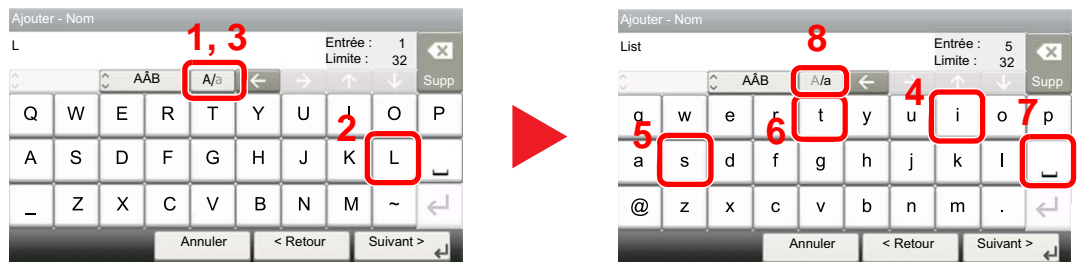 Ajouter - Nom
L
1, 3
Entrée : 1
Limite : 32
AÂB A/a Supp
Q W E R T Y U I O P
2
A S D F G H J K L
_ Z X C V B N M ~
Annuler < Retour Suivant >
Ajouter - Nom
List
8
Entrée : 5
Limite : 32
AÂB A/a Supp
4
q w e r t y u i o p
5 6 7
a s d f g h j k l
@ z x c v b n m .
Annuler < Retour Suivant >